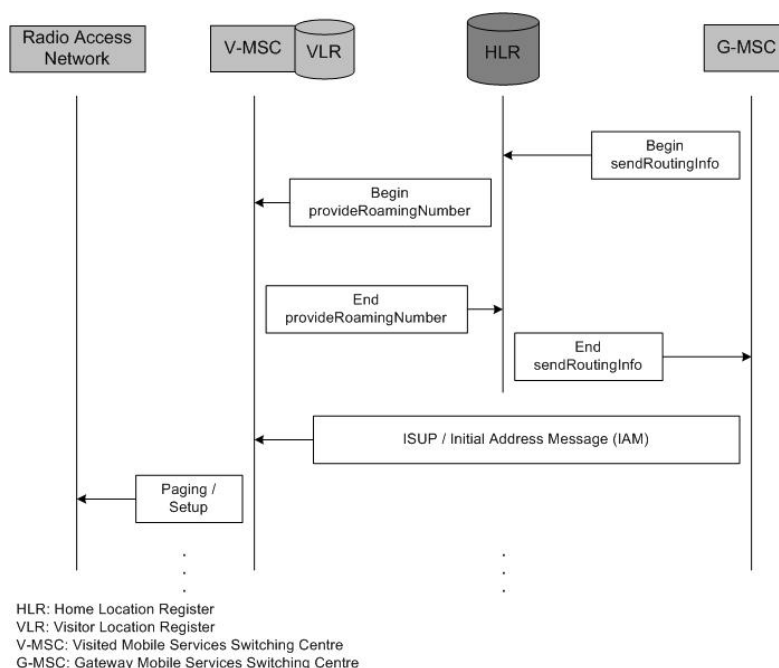 Radio Access
Network
V-MSC
VLR
HLR
G-MSC
Begin
sendRoutingInfo
Begin
provideRoamingNumber
End
provideRoamingNumber
End
sendRoutingInfo
ISUP / Initial Address Message (IAM)
Paging /
Setup
HLR: Home Location Register
VLR: Visitor Location Register
V-MSC: Visited Mobile Services Switching Centre
G-MSC: Gateway Mobile Services Switching Centre